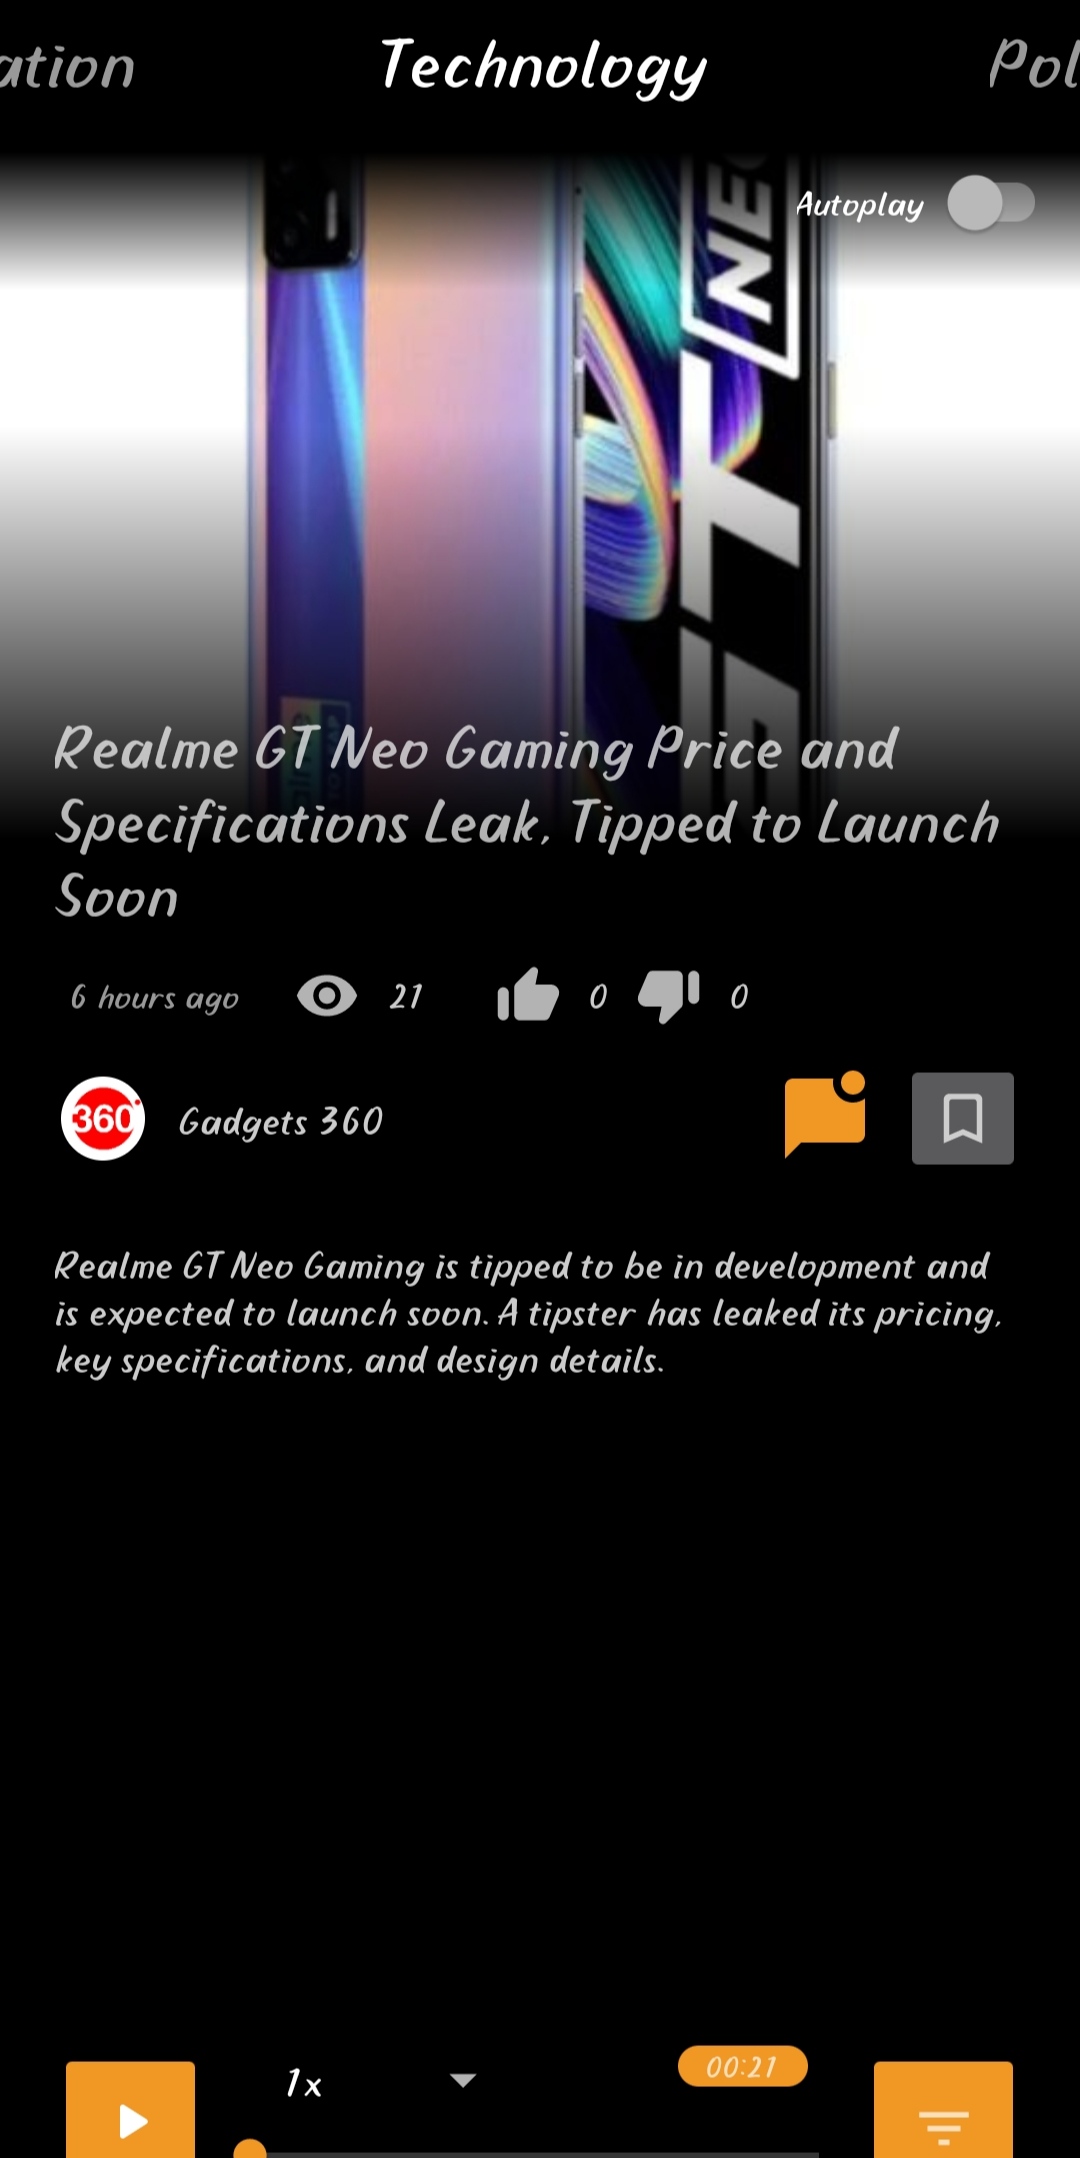 ation Technology Pol
Autoplay
NEO
GT
Realme GT Neo Gaming Price and
Specifications Leak, Tipped to Launch
Soon
6 hours ago 21 0 0
360 Gadgets 360
Realme GT Neo Gaming is tipped to be in development and
is expected to launch soon. A tipster has leaked its pricing,
key specifications, and design details.
1x 00:21